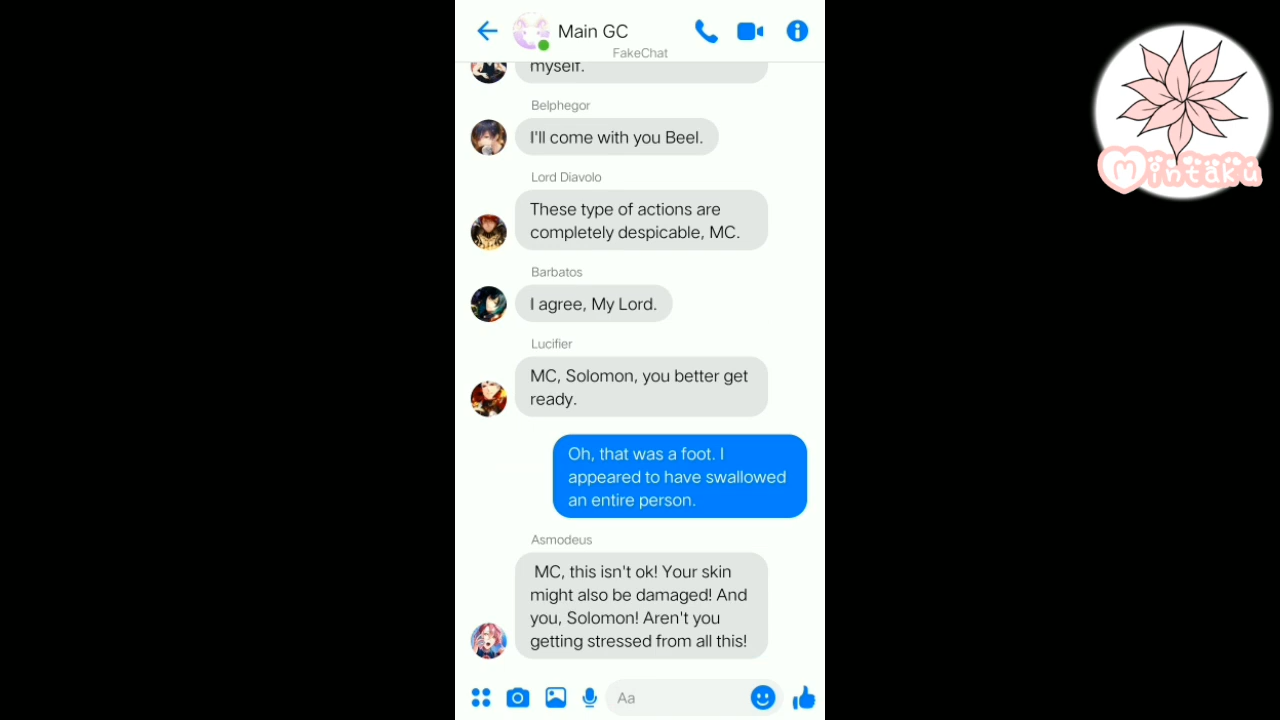 Main GC
FakeChat
myself.
Belphegor
I'll come with you Beel.
Lord Diavolo
These type of actions are
completely despicable, MC.
Barbatos
I agree, My Lord.
Lucifier
MC, Solomon, you better get
ready.
Oh, that was a foot. I
appeared to have swallowed
an entire person.
Asmodeus
MC, this isn't ok! Your skin
might also be damaged! And
you, Solomon! Aren't you
getting stressed from all this!
Aa
Mintaku